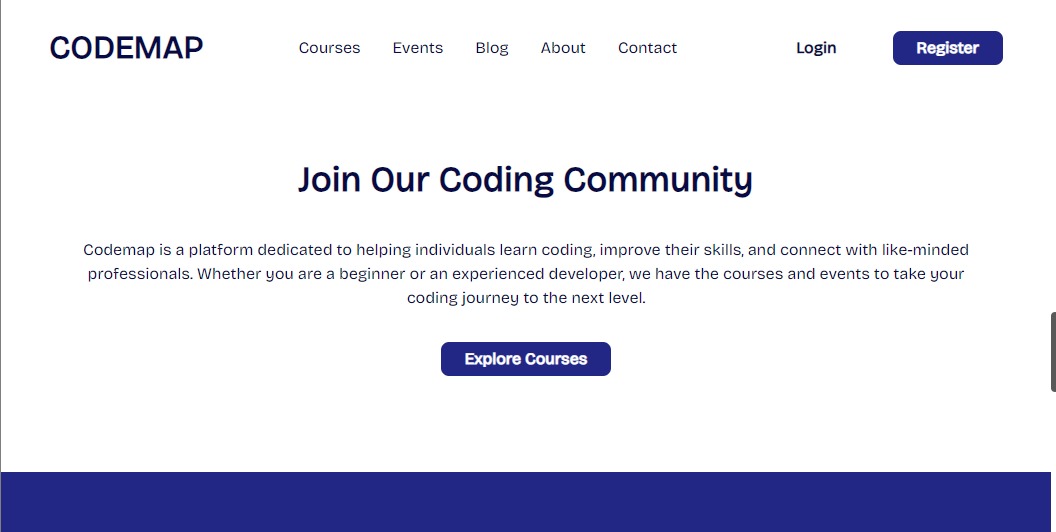 CODEMAP
Courses
Events
Blog
About
Contact
Login
Register
Join Our Coding Community
Codemap is a platform dedicated to helping individuals learn coding, improve their skills, and connect with like-minded
professionals. Whether you are a beginner or an experienced developer, we have the courses and events to take your
coding journey to the next level.
Explore Courses